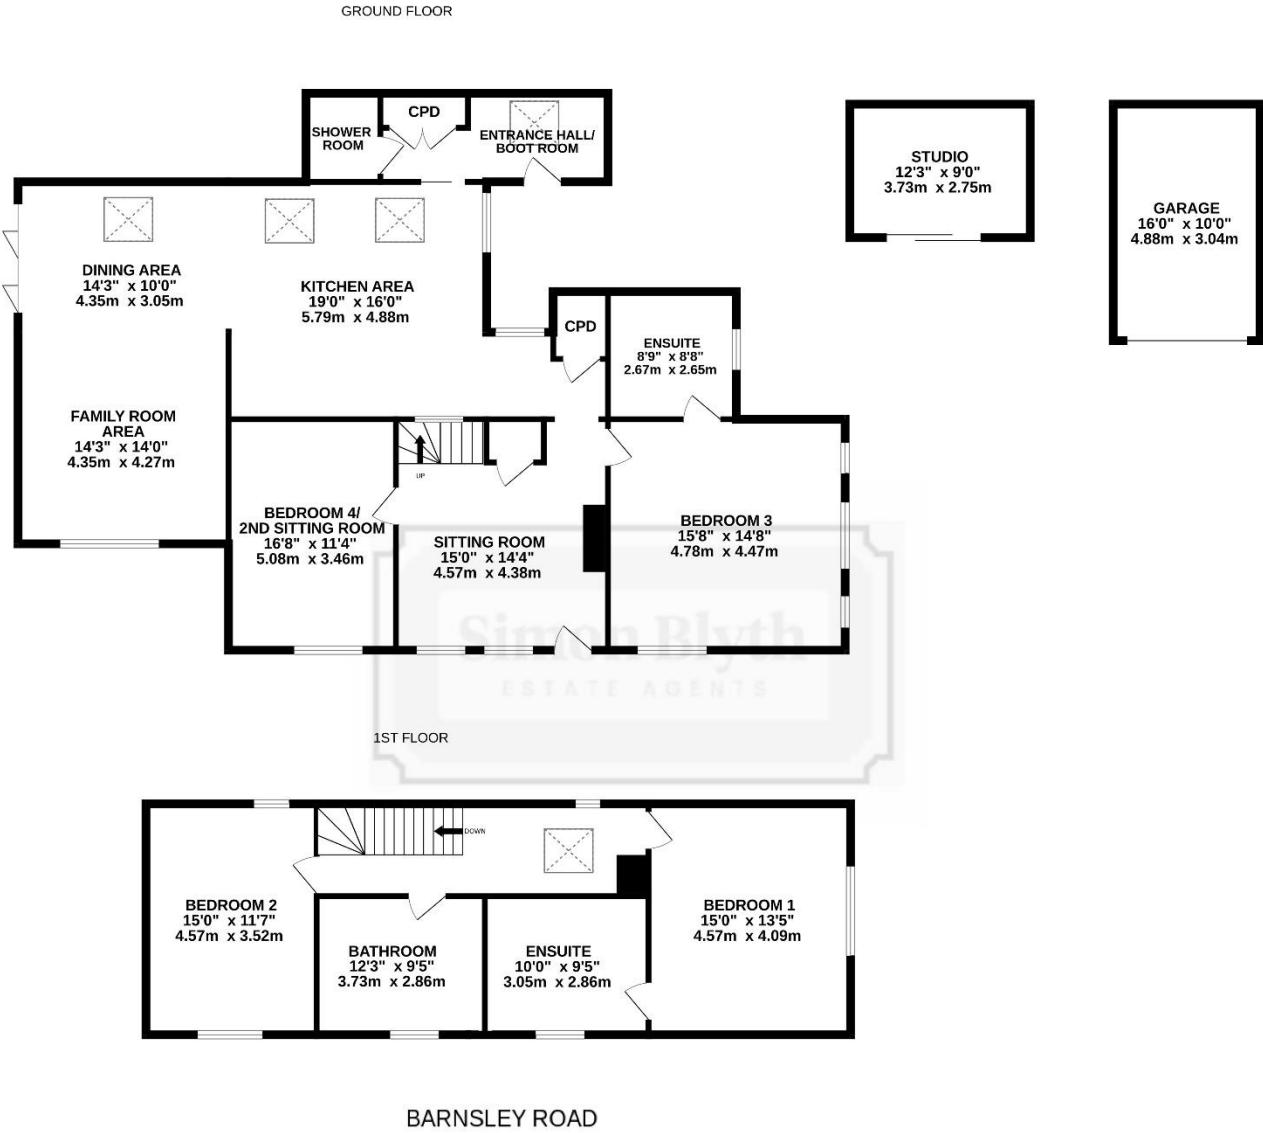 GROUND FLOOR
CPD
SHOWER
ROOM
ENTRANCE HALL/
BOOT ROOM
STUDIO
12'3" x 9'0"
3.73m x 2.75m
GARAGE
16'0" x 10'0"
4.88m x 3.04m
DINING AREA
14'3" x 10'0"
4.35m x 3.05m
KITCHEN AREA
19'0" x 16'0"
5.79m x 4.88m
CPD
ENSUITE
8'9" x 8'8"
2.67m x 2.65m
FAMILY ROOM
AREA
14'3" x 14'0"
4.35m x 4.27m
UP
BEDROOM 4/
2ND SITTING ROOM
16'8" x 11'4"
5.08m x 3.46m
SITTING ROOM
15'0" x 14'4"
4.57m x 4.38m
BEDROOM 3
15'8" x 14'8"
4.78m x 4.47m
Simon Blyth
ESTATE AGENTS
1ST FLOOR
DOWN
BEDROOM 2
15'0" x 11'7"
4.57m x 3.52m
BATHROOM
12'3" x 9'5"
3.73m x 2.86m
ENSUITE
10'0" x 9'5"
3.05m x 2.86m
BEDROOM 1
15'0" x 13'5"
4.57m x 4.09m
BARNSLEY ROAD